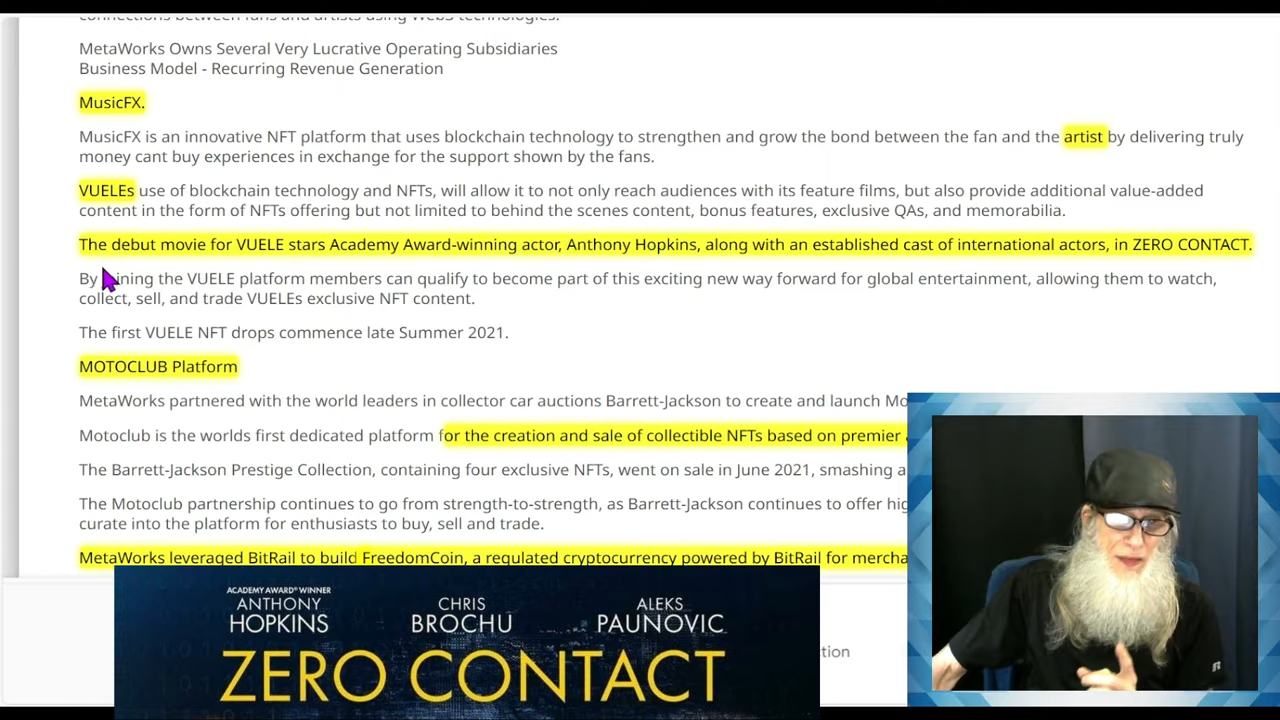 connections between fans and artists using Web3 technologies.
MetaWorks Owns Several Very Lucrative Operating Subsidiaries
Business Model - Recurring Revenue Generation
MusicFX.
MusicFX is an innovative NFT platform that uses blockchain technology to strengthen and grow the bond between the fan and the artist by delivering truly
money cant buy experiences in exchange for the support shown by the fans.
VUELEs use of blockchain technology and NFTs, will allow it to not only reach audiences with its feature films, but also provide additional value-added
content in the form of NFTs offering but not limited to behind the scenes content, bonus features, exclusive QAs, and memorabilia.
The debut movie for VUELE stars Academy Award-winning actor, Anthony Hopkins, along with an established cast of international actors, in ZERO CONTACT.
By joining the VUELE platform members can qualify to become part of this exciting new way forward for global entertainment, allowing them to watch,
collect, sell, and trade VUELEs exclusive NFT content.
The first VUELE NFT drops commence late Summer 2021.
MOTOCLUB Platform
MetaWorks partnered with the world leaders in collector car auctions Barrett-Jackson to create and launch Mo
Motoclub is the worlds first dedicated platform for the creation and sale of collectible NFTs based on premier
The Barrett-Jackson Prestige Collection, containing four exclusive NFTs, went on sale in June 2021, smashing a
The Motoclub partnership continues to go from strength-to-strength, as Barrett-Jackson continues to offer hig
curate into the platform for enthusiasts to buy, sell and trade.
MetaWorks leveraged BitRail to build FreedomCoin, a regulated cryptocurrency powered by BitRail for mercha
ACADEMY AWARD® WINNER
ANTHONY HOPKINS
CHRIS BROCHU
ALEKS PAUNOVIC
ZERO CONTACT
tion